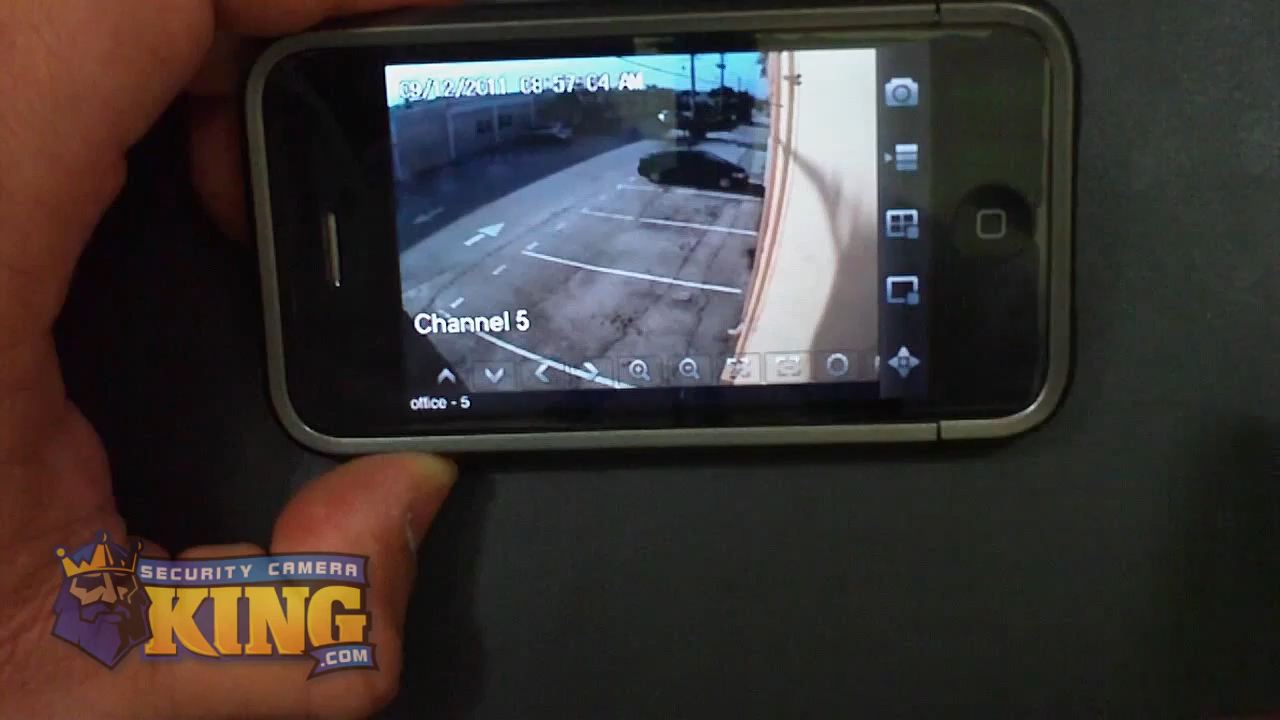 09/12/2011 08:57:04 AM
Channel 5
office - 5
SECURITY CAMERA
KING
.COM